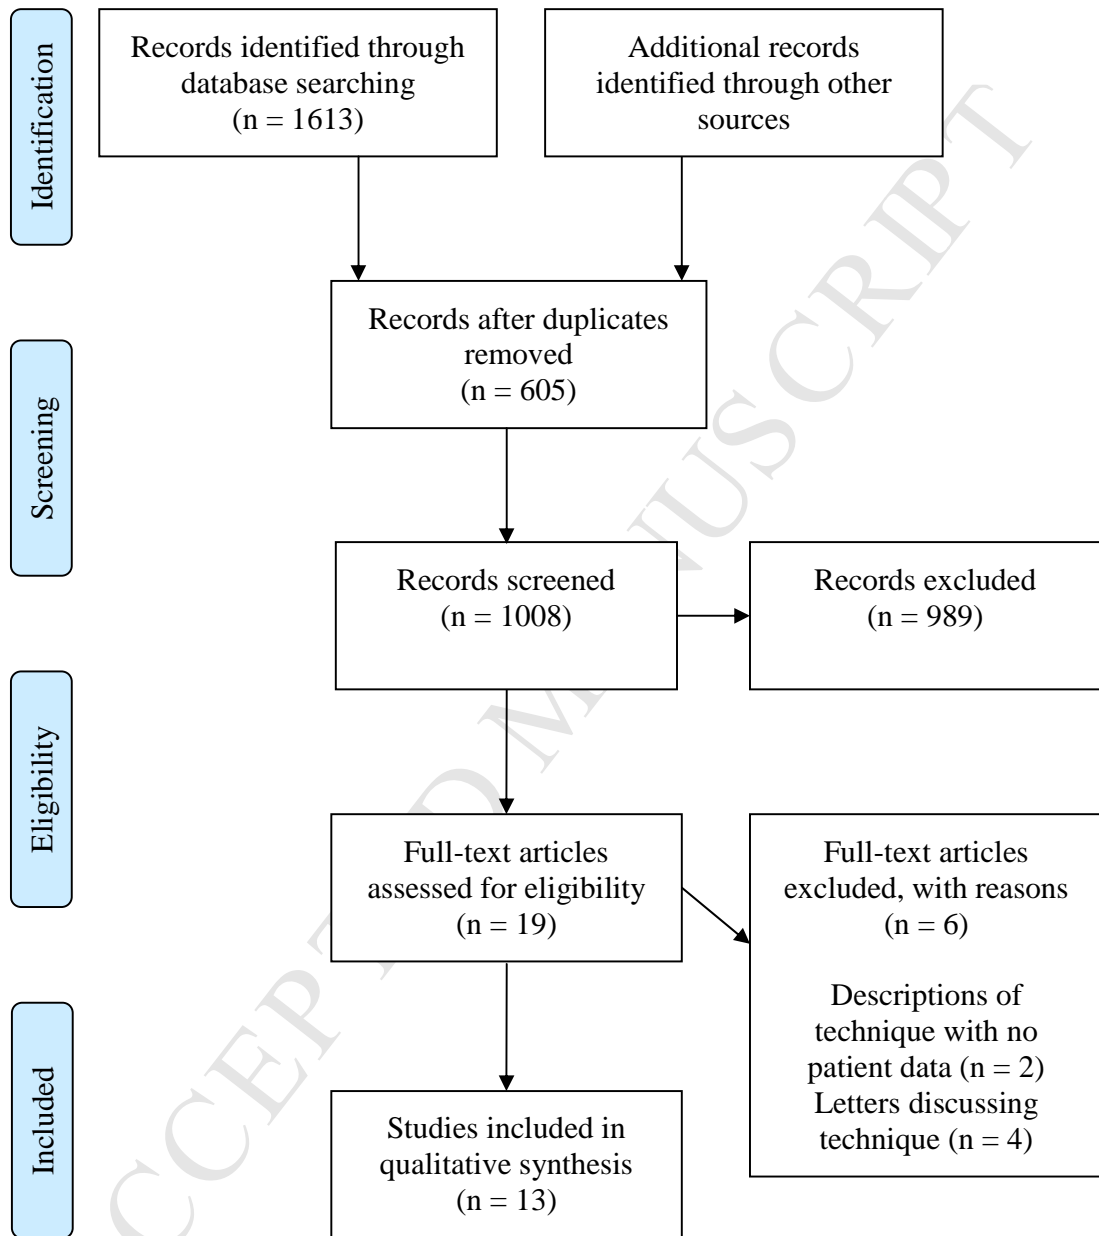 Identification
Records identified through
database searching
(n = 1613)
Additional records
identified through other
sources
Records after duplicates
removed
(n = 605)
Screening
Records screened
(n = 1008)
Records excluded
(n = 989)
Eligibility
Full-text articles
assessed for eligibility
(n = 19)
Full-text articles
excluded, with reasons
(n = 6)
Descriptions of
technique with no
patient data (n = 2)
Letters discussing
technique (n = 4)
Included
Studies included in
qualitative synthesis
(n = 13)
CCEPTED MANUSCRIPT